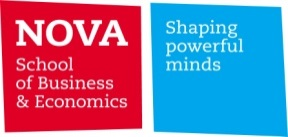 NOVA
School
of Business
& Economics
Shaping
powerful
minds